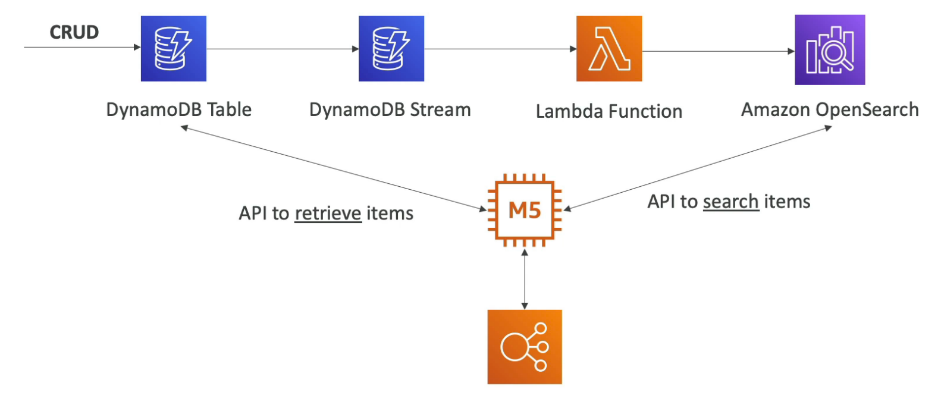 CRUD
DynamoDB Table
DynamoDB Stream
Lambda Function
Amazon OpenSearch
API to retrieve items
M5
API to search items